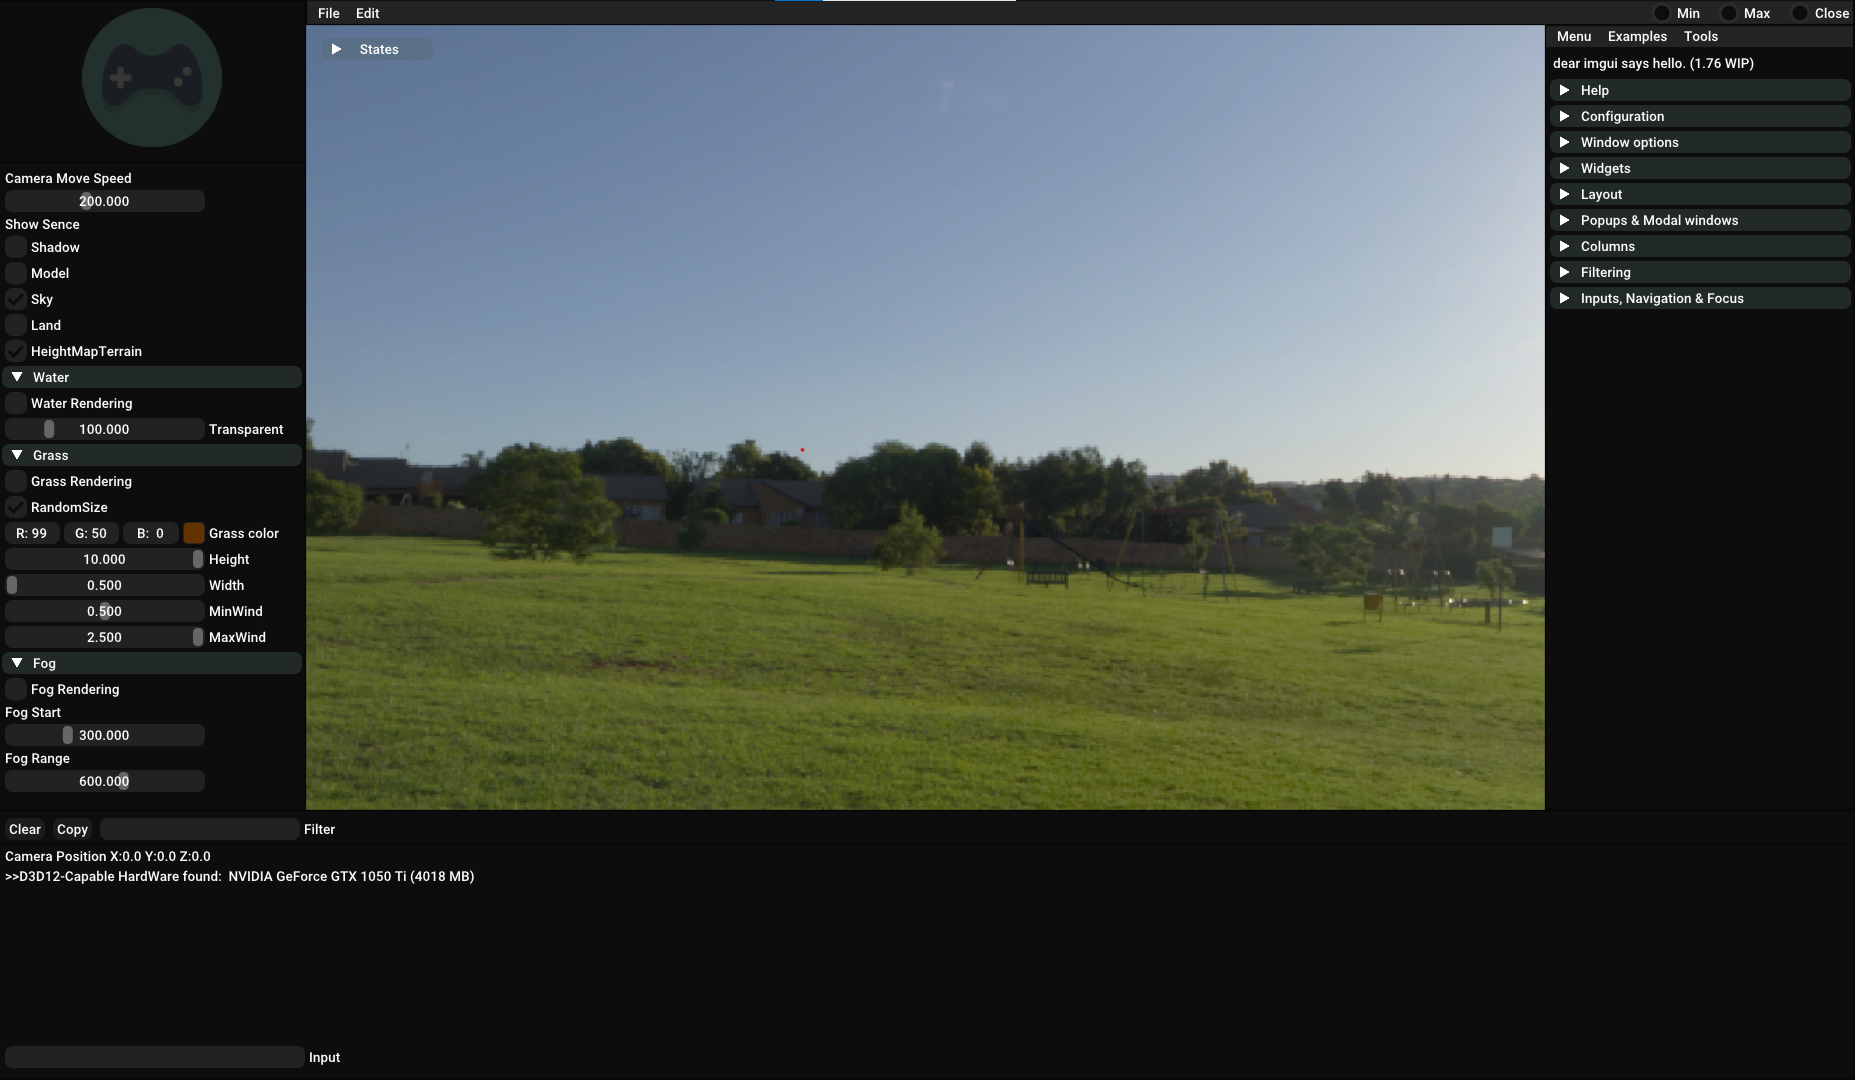 File Edit Min Max Close
States
Camera Move Speed
200.000
Show Sence
Shadow
Model
Sky
Land
HeightMapTerrain
Water
Water Rendering
100.000 Transparent
Grass
Grass Rendering
RandomSize
R: 99 G: 50 B: 0 Grass color
10.000 Height
0.500 Width
0.500 MinWind
2.500 MaxWind
Fog
Fog Rendering
Fog Start
300.000
Fog Range
600.000
Menu Examples Tools
dear imgui says hello. (1.76 WIP)
Help
Configuration
Window options
Widgets
Layout
Popups & Modal windows
Columns
Filtering
Inputs, Navigation & Focus
Clear Copy Filter
Camera Position X:0.0 Y:0.0 Z:0.0
>>D3D12-Capable HardWare found:  NVIDIA GeForce GTX 1050 Ti (4018 MB)
Input